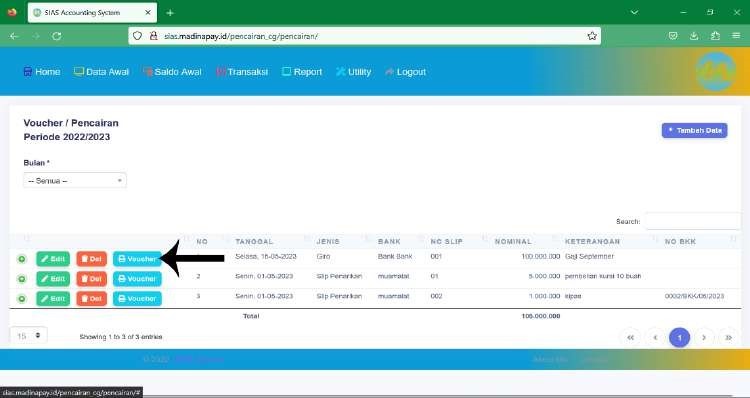 SIAS Accounting System
sias.madinapay.id/pencairan_cg/pencairan/
Home Data Awal Saldo Awal Transaksi Report Utility Logout
Voucher / Pencairan
Periode 2022/2023
Tambah Data
Bulan *
-- Semua --
Search:
NO TANGGAL JENIS BANK NO SLIP NOMINAL KETERANGAN NO BKK
Edit Del Voucher Selasa, 16-05-2023 Giro Bank Bank 001 100.000.000 Gaji September
Edit Del Voucher 2 Senin, 01-05-2023 Slip Penarikan muamalat 01 5.000.000 pembelian kursi 10 buah
Edit Del Voucher 3 Senin, 01-05-2023 Slip Penarikan muamalat 002 1.000.000 0002/BKK/05/2023
Total 106.000.000
15 Showing 1 to 3 of 3 entries
« ‹ 1 › »
© 2022
sias.madinapay.id/pencairan_cg/pencairan/#